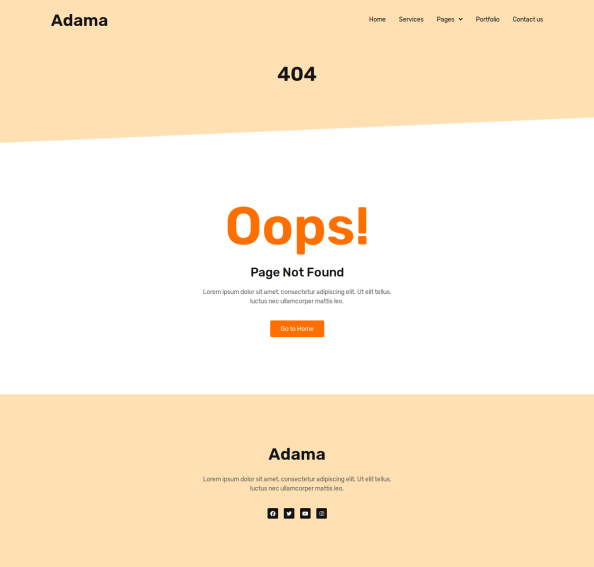 Adama
Home Services Pages Portfolio Contact us
404
Oops!
Page Not Found
Lorem ipsum dolor sit amet, consectetur adipiscing elit. Ut elit tellus,
luctus nec ullamcorper mattis leo.
Go to Home
Adama
Lorem ipsum dolor sit amet, consectetur adipiscing elit. Ut elit tellus,
luctus nec ullamcorper mattis leo.